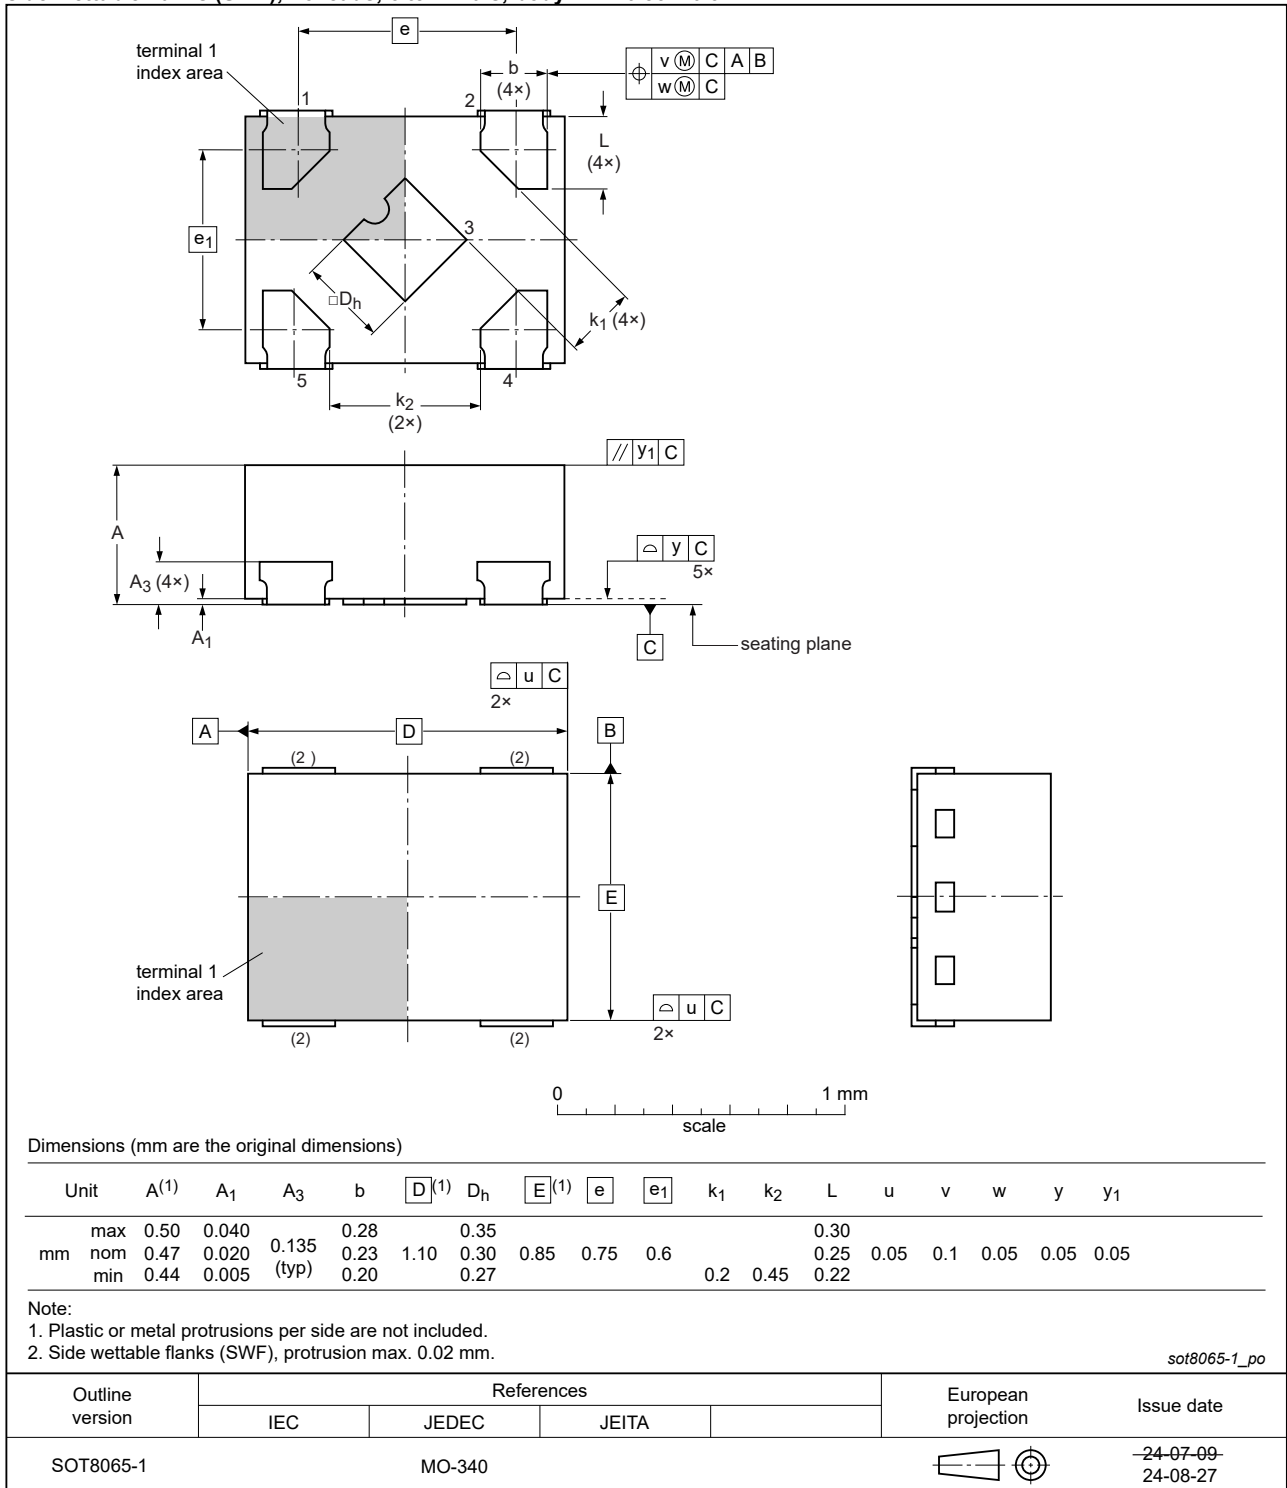 e
terminal 1
index area
b
(4×)
v Ⓜ C A B
w Ⓜ C
1
2
L
(4×)
e1
3
□Dh
k1 (4×)
5
4
k2
(2×)
// y1 C
A
y C
5×
A3 (4×)
A1
C
seating plane
u C
2×
A
D
B
(2 )
(2)
E
terminal 1
index area
u C
2×
(2)
(2)
0
1 mm
scale
Dimensions (mm are the original dimensions)
Unit A(1) A1 A3 b D(1) Dh E(1) e e1 k1 k2 L u v w y y1
max 0.50 0.040 0.28 0.35 0.30
mm nom 0.47 0.020 0.135 (typ) 0.23 1.10 0.30 0.85 0.75 0.6 0.25 0.05 0.1 0.05 0.05 0.05
min 0.44 0.005 0.20 0.27 0.2 0.45 0.22
Note:
1. Plastic or metal protrusions per side are not included.
2. Side wettable flanks (SWF), protrusion max. 0.02 mm.
sot8065-1_po
Outline version
References
European projection
Issue date
IEC JEDEC JEITA
SOT8065-1
MO-340
24-07-09
24-08-27